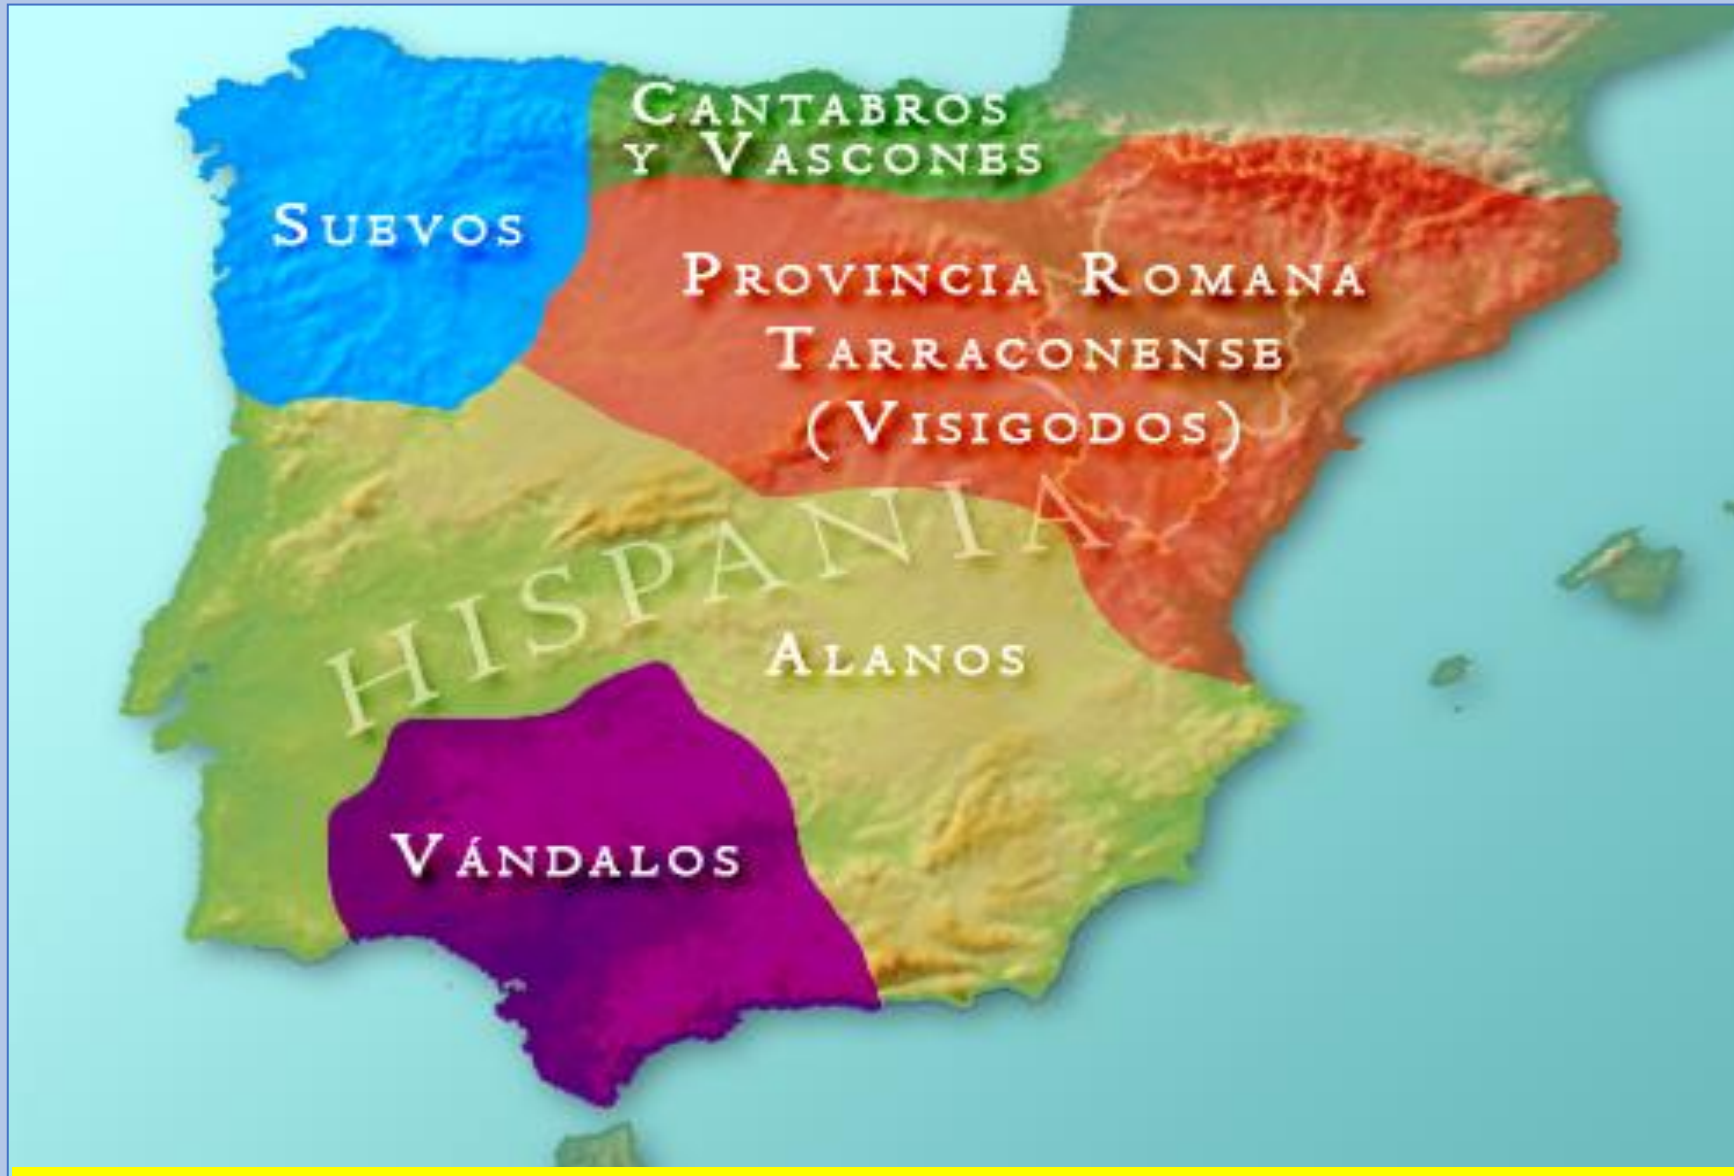 CANTABROS
Y VASCONES
SUEVOS
PROVINCIA ROMANA
TARRACONENSE
(VISIGODOS)
HISPANIA
ALANOS
VÁNDALOS